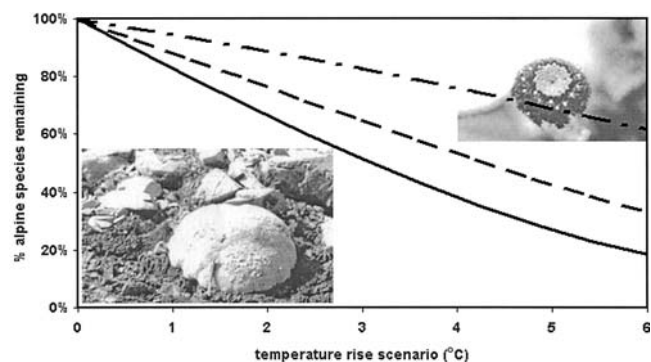 100%
80%
60%
40%
20%
0%
% alpine species remaining
0 1 2 3 4 5 6
temperature rise scenario (°C)